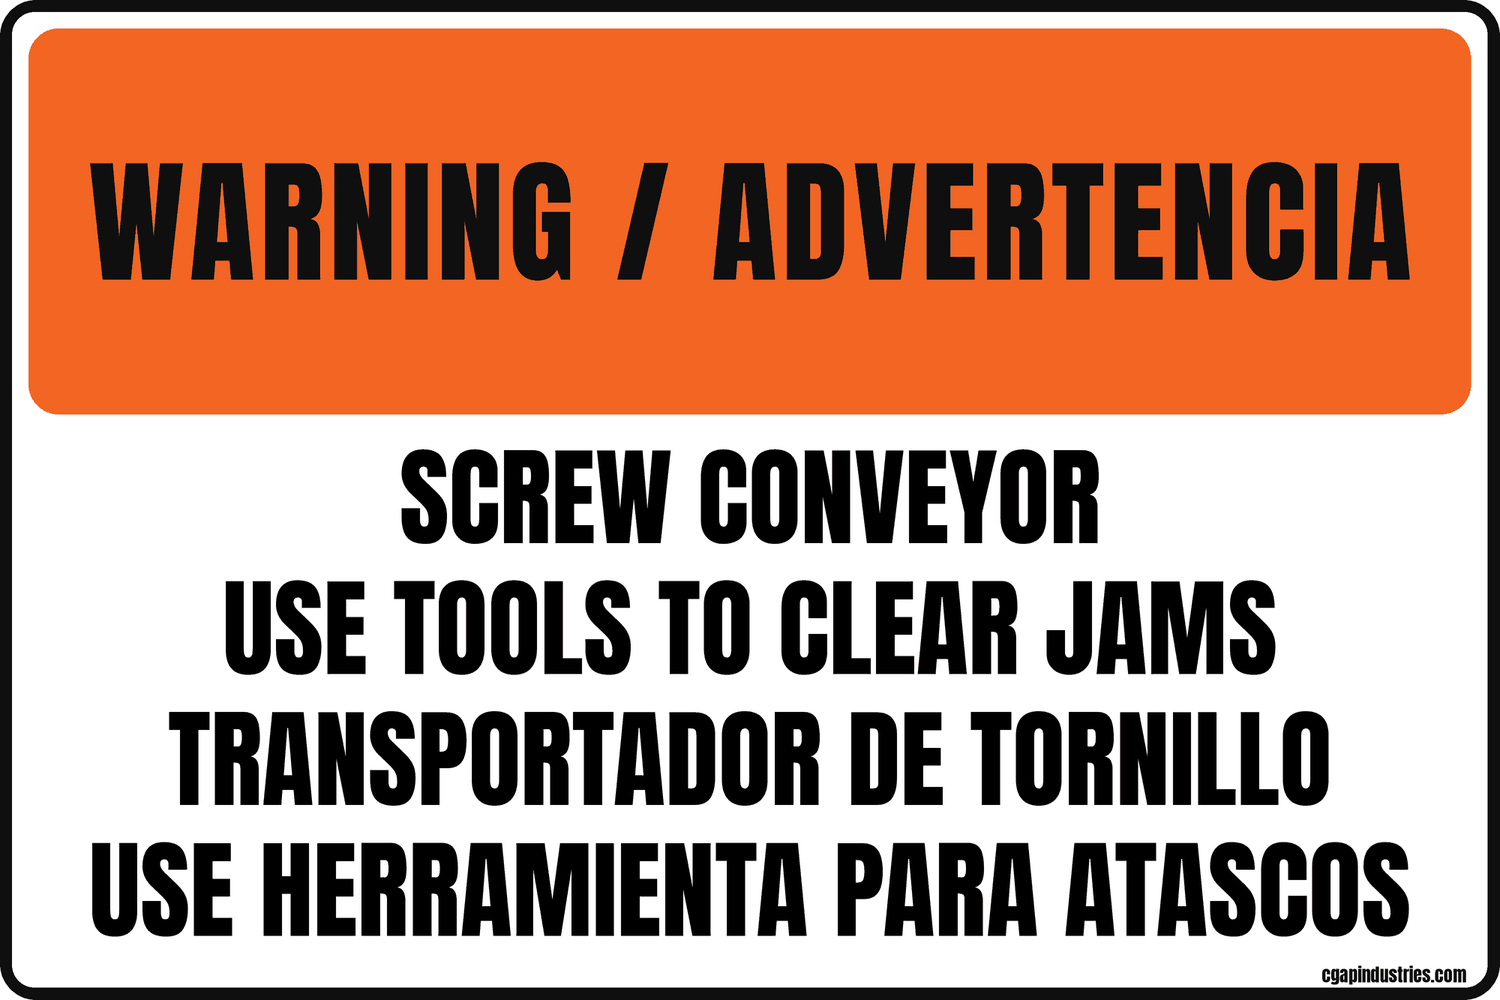 WARNING / ADVERTENCIA
SCREW CONVEYOR
USE TOOLS TO CLEAR JAMS
TRANSPORTADOR DE TORNILLO
USE HERRAMIENTA PARA ATASCOS
cgapindustries.com